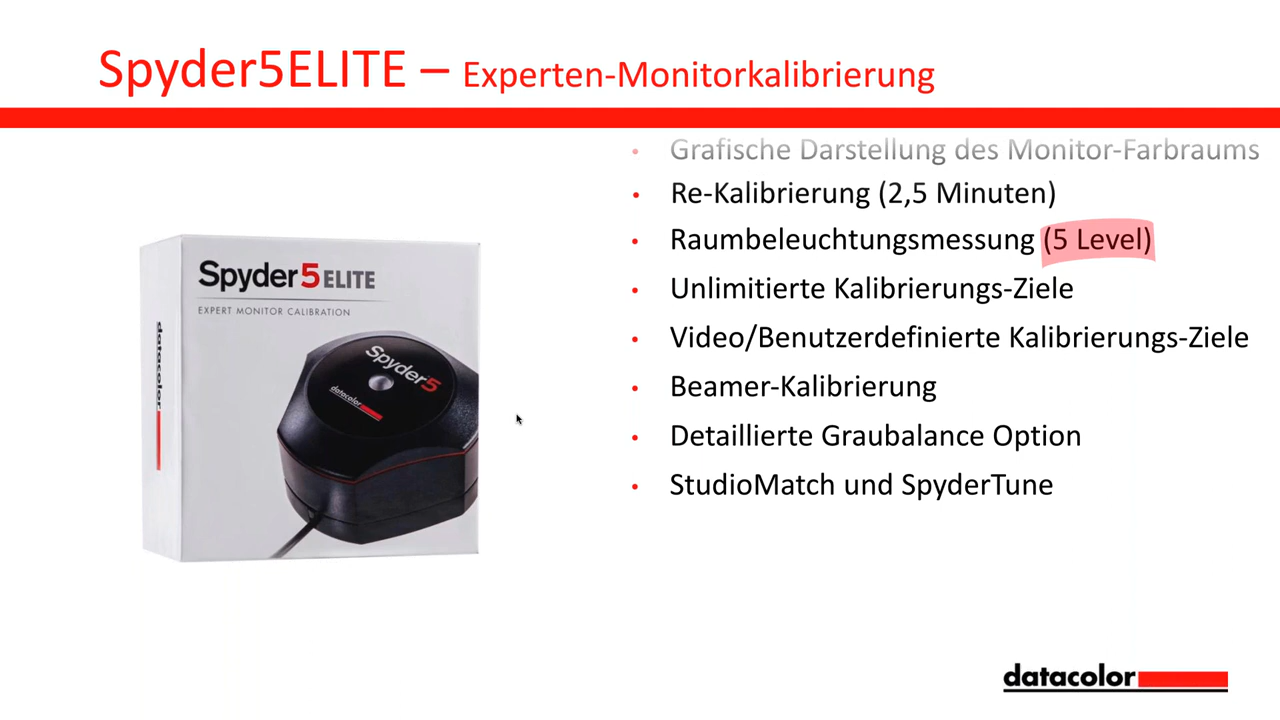 Spyder5ELITE – Experten-Monitorkalibrierung
• Grafische Darstellung des Monitor-Farbraums
• Re-Kalibrierung (2,5 Minuten)
• Raumbeleuchtungsmessung (5 Level)
• Unlimitierte Kalibrierungs-Ziele
• Video/Benutzerdefinierte Kalibrierungs-Ziele
• Beamer-Kalibrierung
• Detaillierte Graubalance Option
• StudioMatch und SpyderTune
Spyder5ELITE
EXPERT MONITOR CALIBRATION
datacolor
Spyder5
datacolor
datacolor